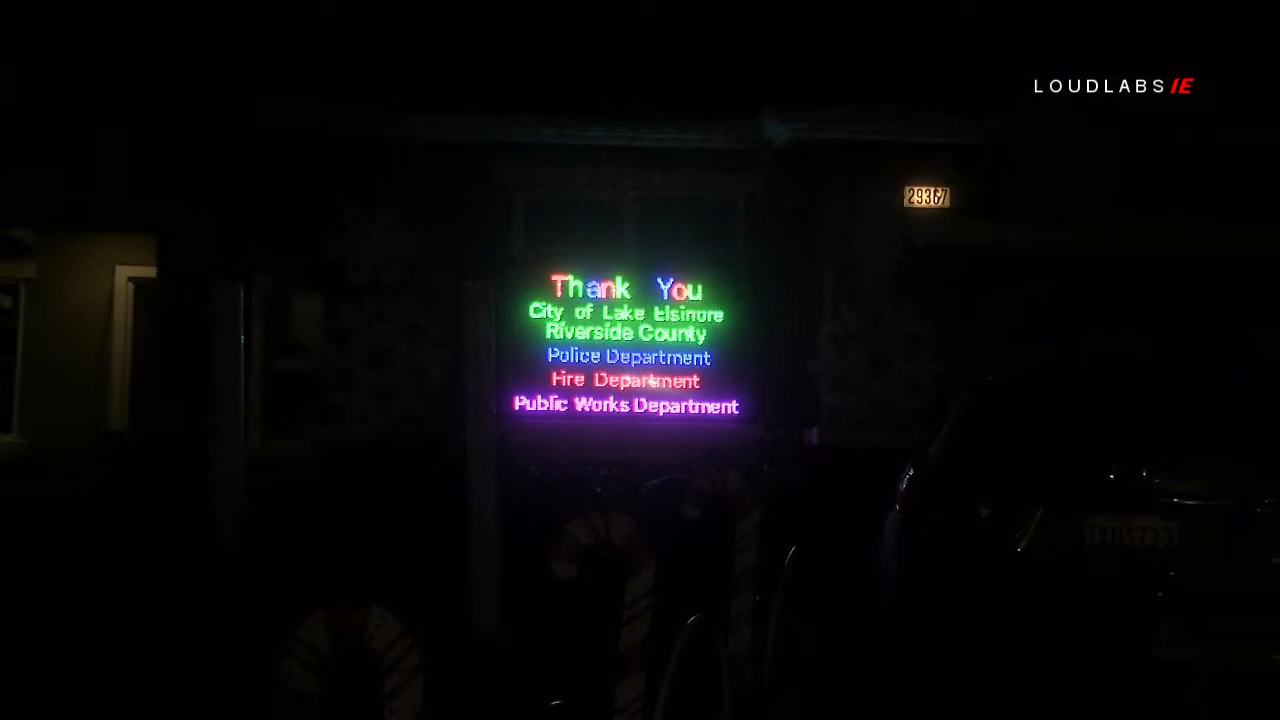 LOUDLABS IE
29367
Thank You
City of Lake Elsinore
Riverside County
Police Department
Fire Department
Public Works Department